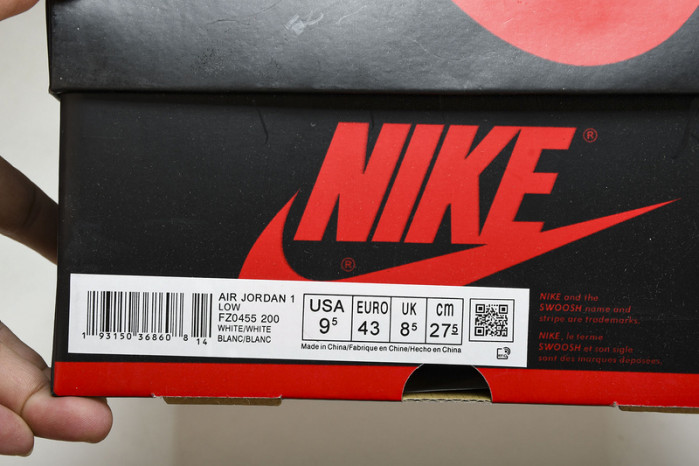 NIKE ®
®
AIR JORDAN 1
LOW
FZ0455 200
WHITE/WHITE
BLANC/BLANC
1 93150 36860 8 14
USA EURO UK cm
9⁵ 43 8⁵ 27⁵
Made in China/Fabrique en Chine/Hecho en China
NIKE and the
SWOOSH name and
stripe are trademarks.
NIKE, le terme
SWOOSH et son sigle
sont des marques déposées.